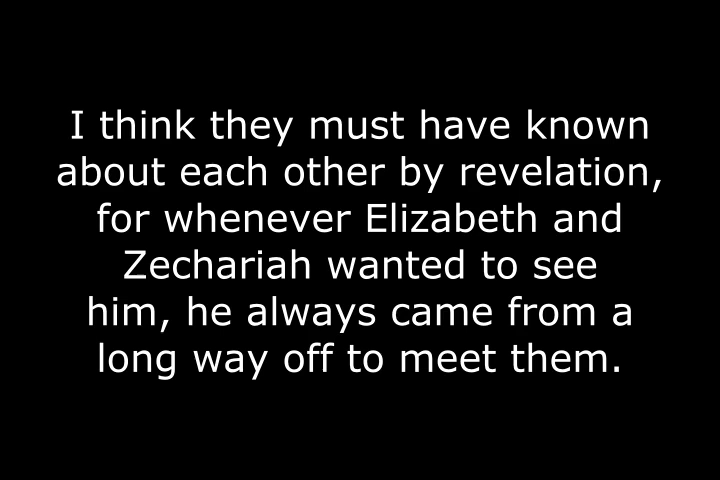 I think they must have known
about each other by revelation,
for whenever Elizabeth and
Zechariah wanted to see
him, he always came from a
long way off to meet them.